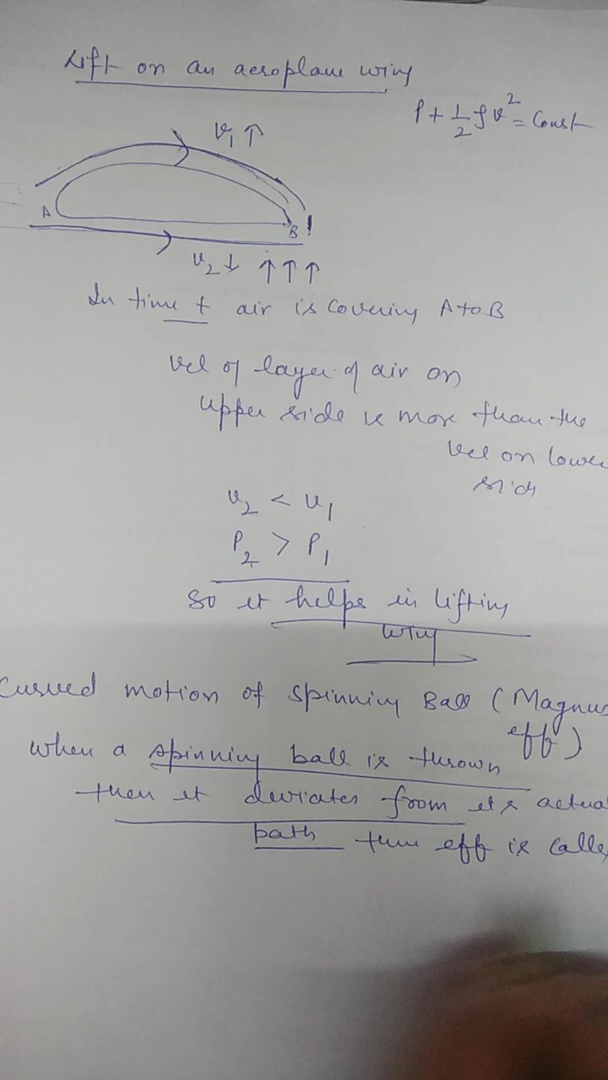 Lift on an aeroplane wing
P + 1/2 ρ v² = Const
v₁ ↑
A
B
v₂ ↓ ↑ ↑ ↑
In time t air is covering A to B
Vel of layer of air on
upper side is more than the
vel on lower
side
v₂ < v₁
P₂ > P₁
So it helps in lifting
wing
Curved motion of Spinning Ball (Magnus
eff)
when a spinning ball is thrown
then it deviates from its actual
path this eff is calle